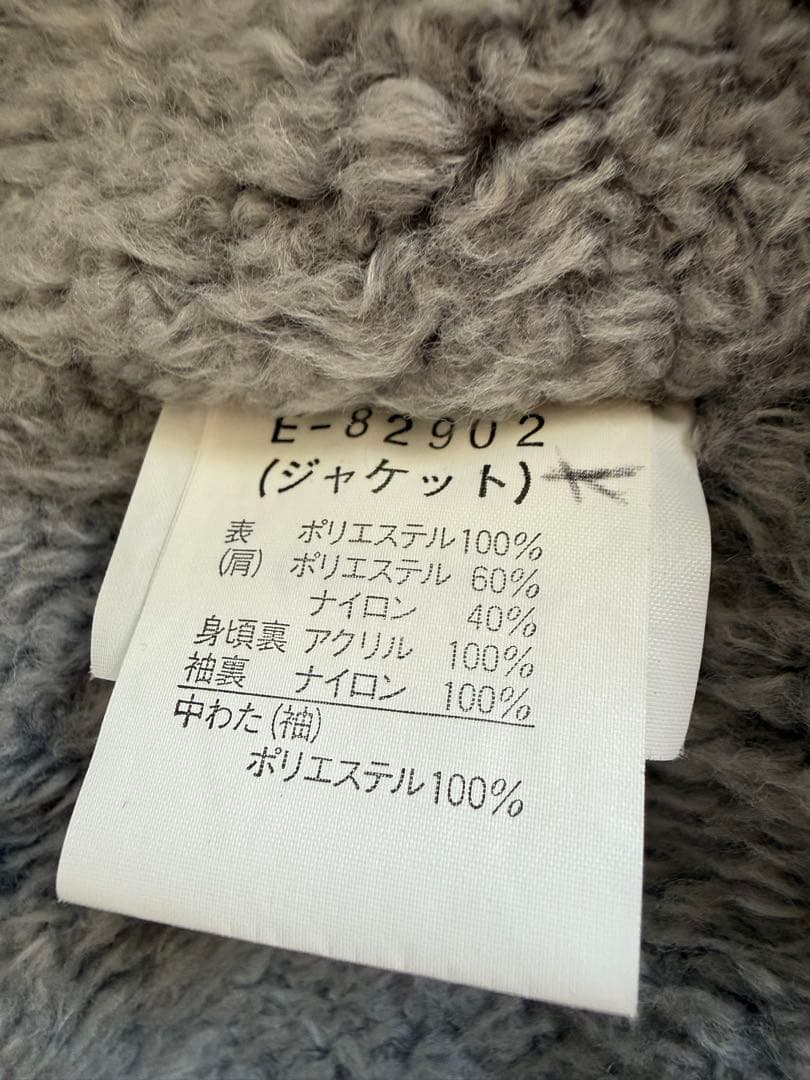 E-82902
(ジャケット)
表 ポリエステル100%
(肩) ポリエステル 60%
ナイロン 40%
身頃裏 アクリル 100%
袖裏 ナイロン 100%
中わた(袖)
ポリエステル100%